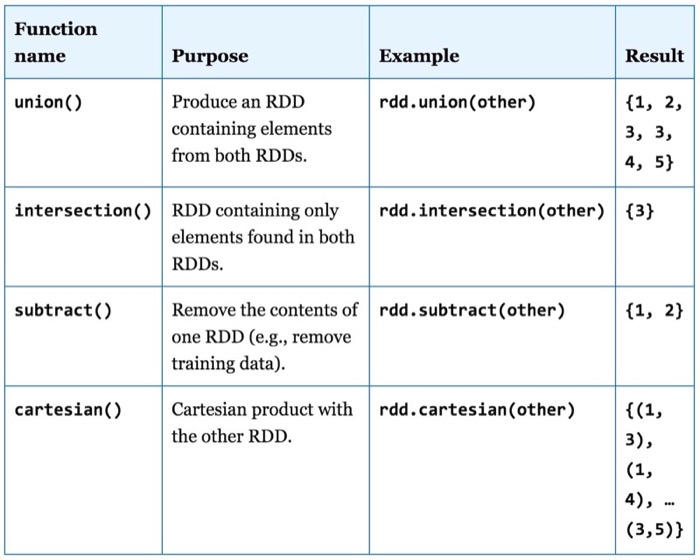 Function
name
Purpose
Example
Result
union()
Produce an RDD
containing elements
from both RDDs.
rdd.union(other)
{1, 2,
3, 3,
4, 5}
intersection()
RDD containing only
elements found in both
RDDs.
rdd.intersection(other)
{3}
subtract()
Remove the contents of
one RDD (e.g., remove
training data).
rdd.subtract(other)
{1, 2}
cartesian()
Cartesian product with
the other RDD.
rdd.cartesian(other)
{(1,
3),
(1,
4), …
(3,5)}